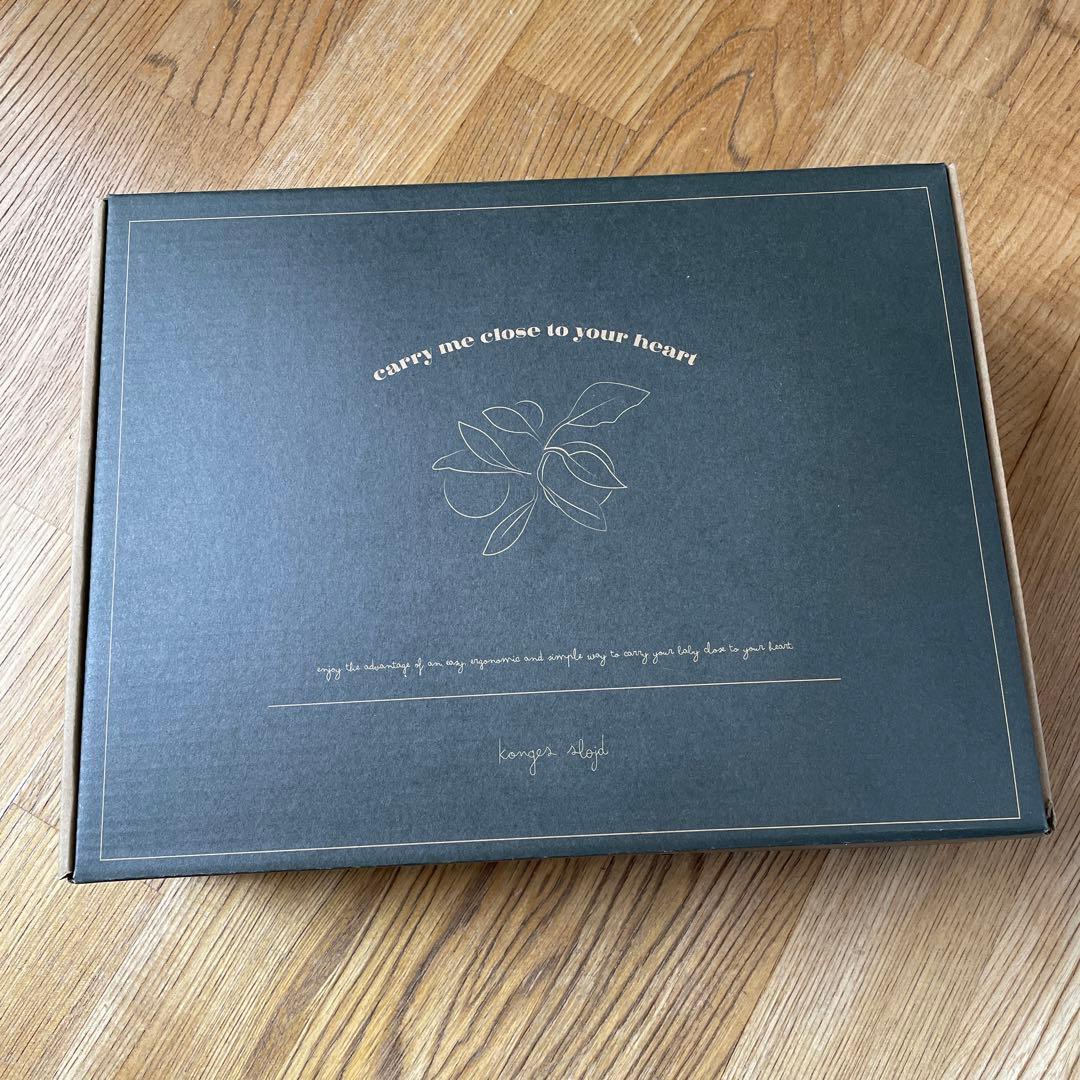 carry me close to your heart
enjoy the advantage of an easy, ergonomic and simple way to carry your baby close to your heart
konges slojd